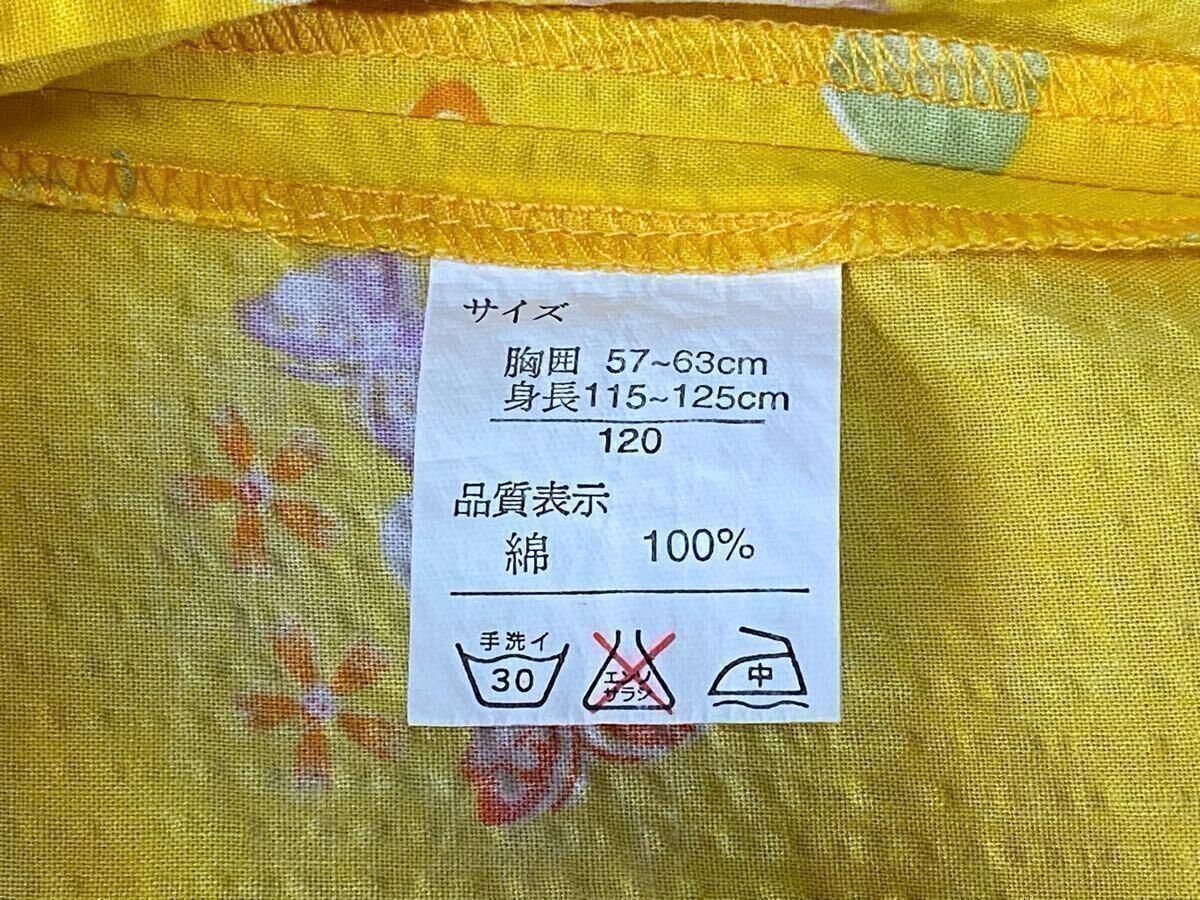 サイズ
胸囲 57~63cm
身長115~125cm
120
品質表示
綿 100%
手洗イ
30
エンソ
サラシ
中